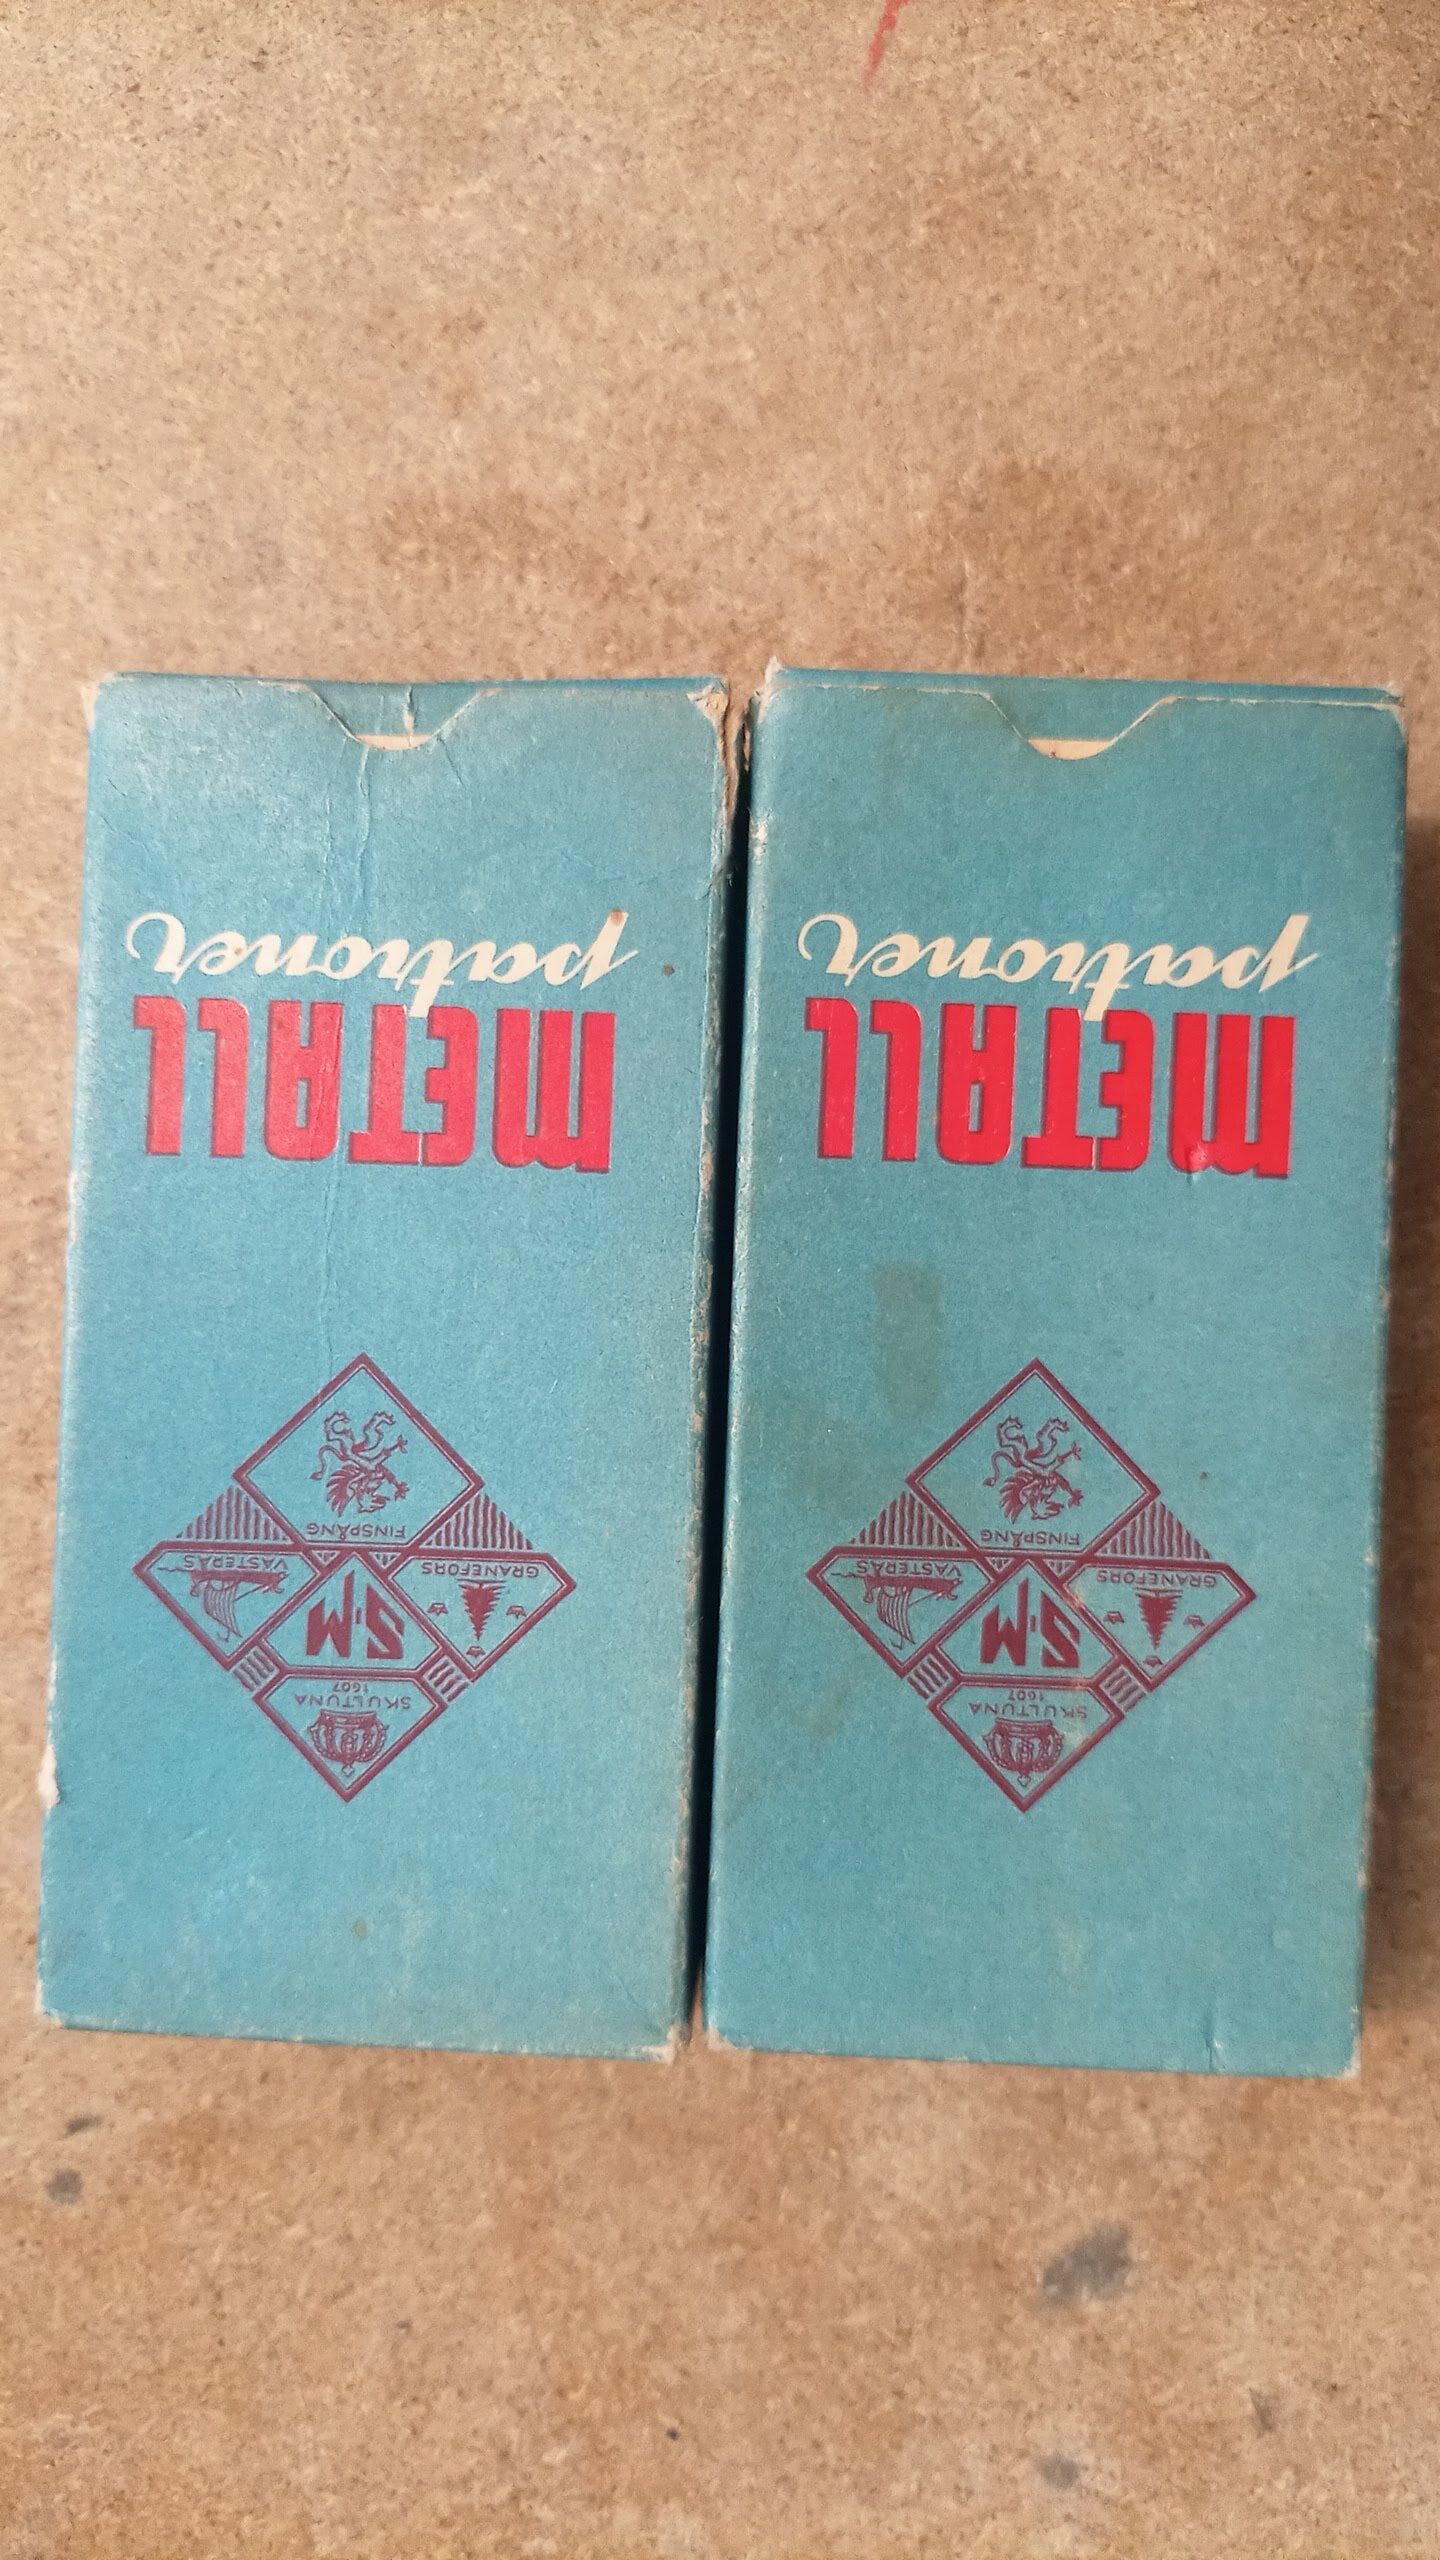 METALL
patroner
SKULTUNA
1607
S·M
GRANEFORS
VÄSTERÅS
FINSPÅNG
METALL
patroner
SKULTUNA
1607
S·M
GRANEFORS
VÄSTERÅS
FINSPÅNG